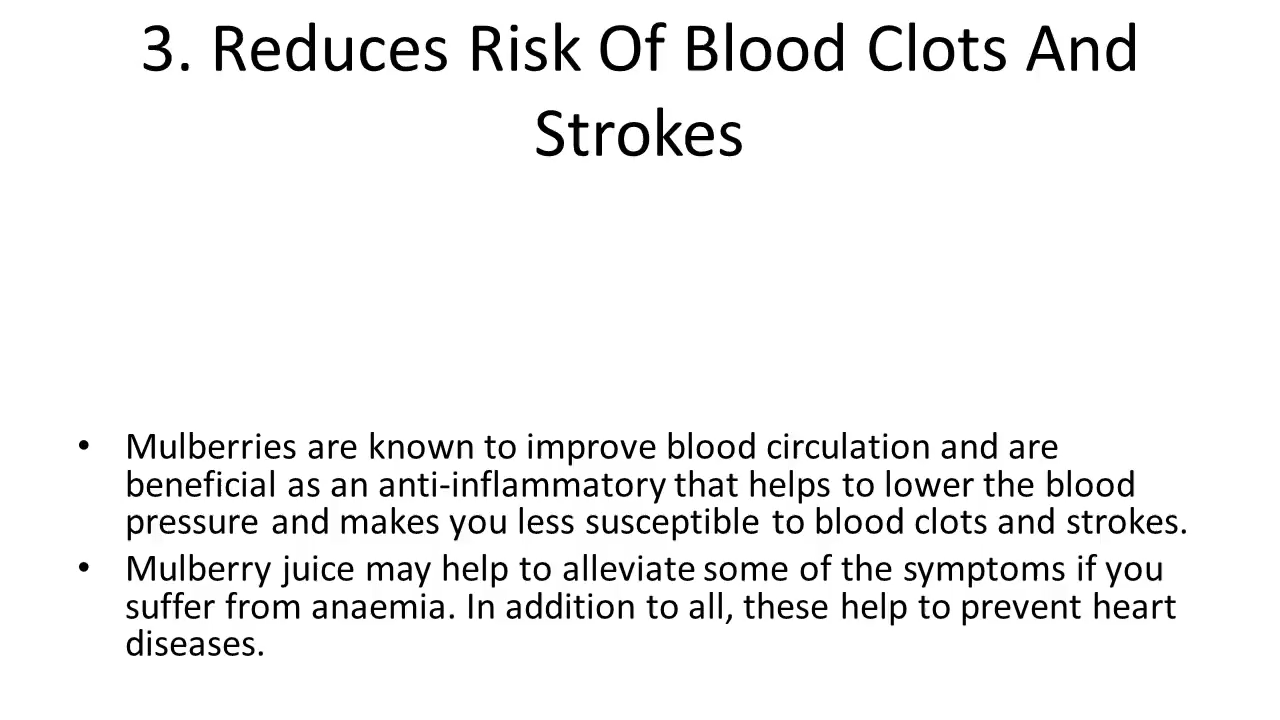 3. Reduces Risk Of Blood Clots And
Strokes
• Mulberries are known to improve blood circulation and are
beneficial as an anti-inflammatory that helps to lower the blood
pressure and makes you less susceptible to blood clots and strokes.
• Mulberry juice may help to alleviate some of the symptoms if you
suffer from anaemia. In addition to all, these help to prevent heart
diseases.